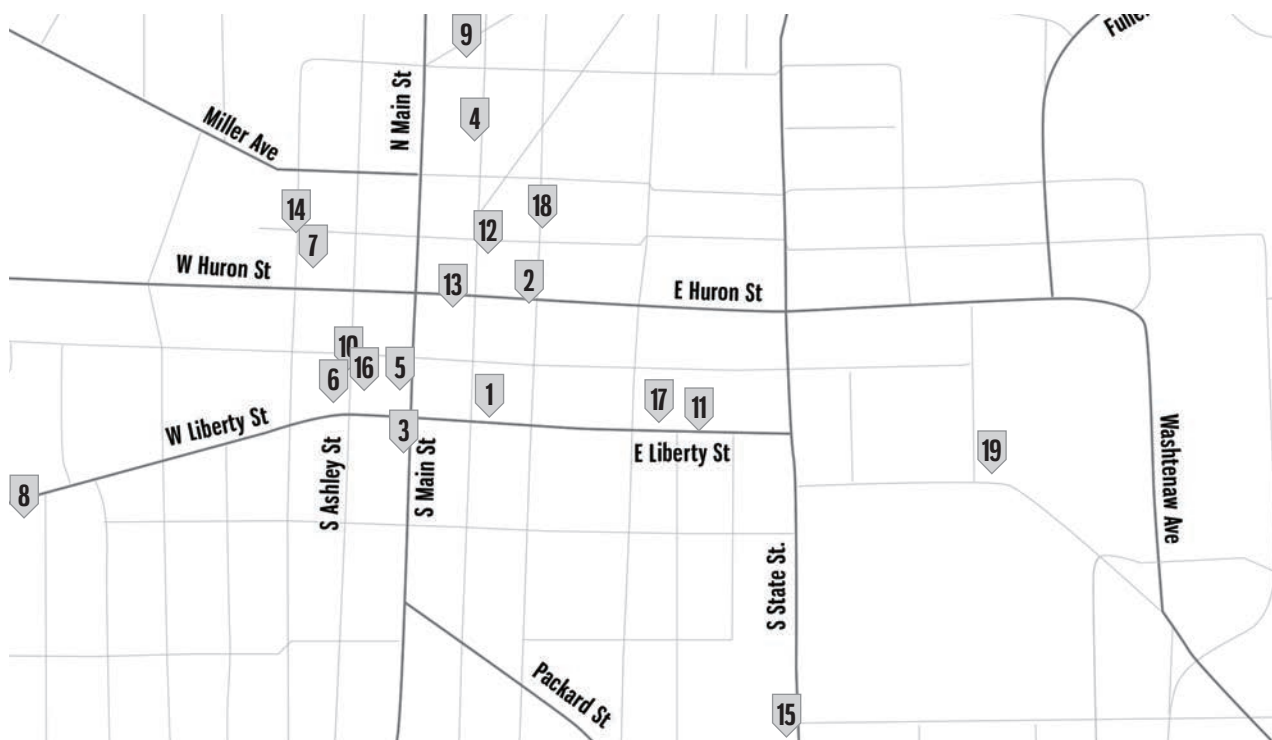 Fuller
9
N Main St
4
Miller Ave
14
18
12
7
W Huron St
13
2
E Huron St
10
16
5
6
1
17
11
3
W Liberty St
E Liberty St
19
S Ashley St
S Main St
Washtenaw Ave
8
S State St.
Packard St
15